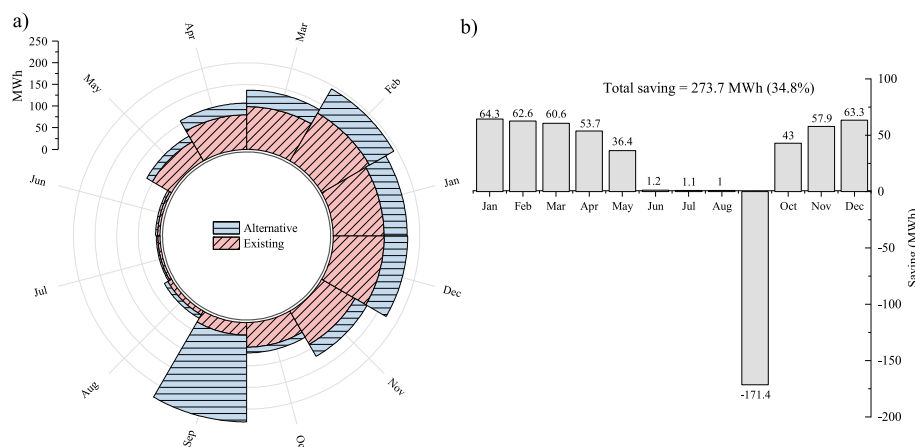 a)
250
200
150
100
50
0
MWh
Apr
Mar
Feb
Jan
Dec
Nov
Sep
Aug
Jul
Jun
May
Alternative
Existing
b)
Total saving = 273.7 MWh (34.8%)
64.3
62.6
60.6
53.7
36.4
1.2
1.1
1
-171.4
43
57.9
63.3
Jan
Feb
Mar
Apr
May
Jun
Jul
Aug
Oct
Nov
Dec
100
50
0
-50
-100
-150
-200
Saving (MWh)